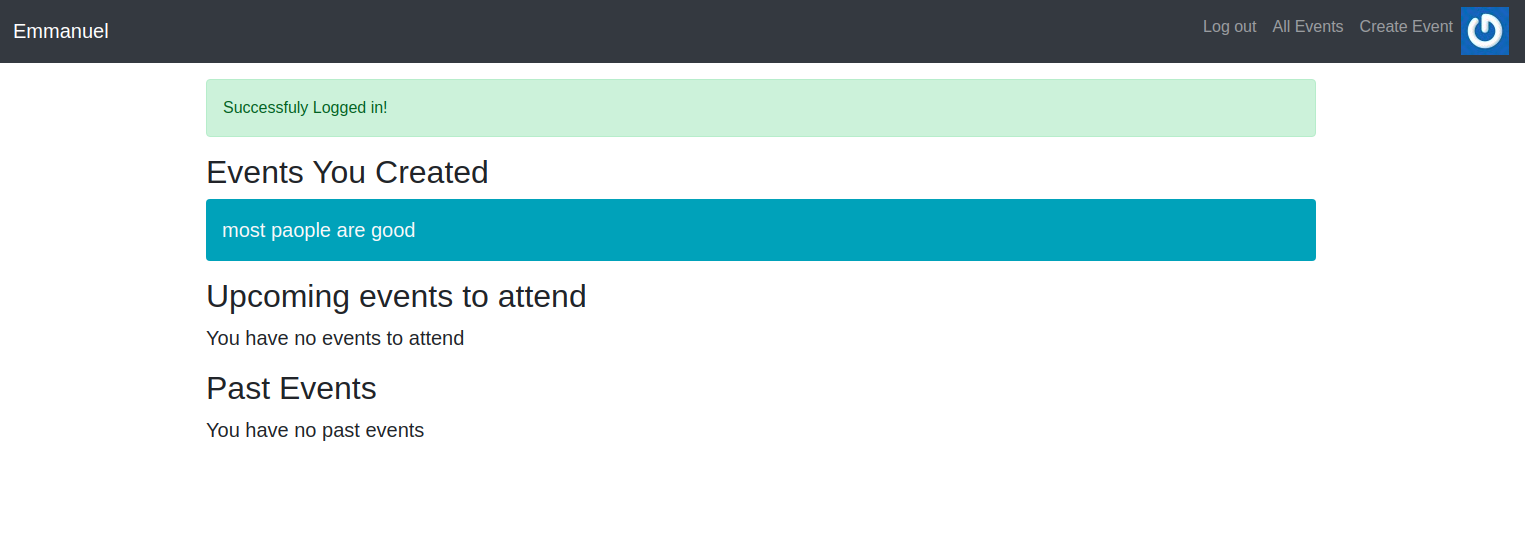 Emmanuel
Log out All Events Create Event
Successfuly Logged in!
Events You Created
most paople are good
Upcoming events to attend
You have no events to attend
Past Events
You have no past events